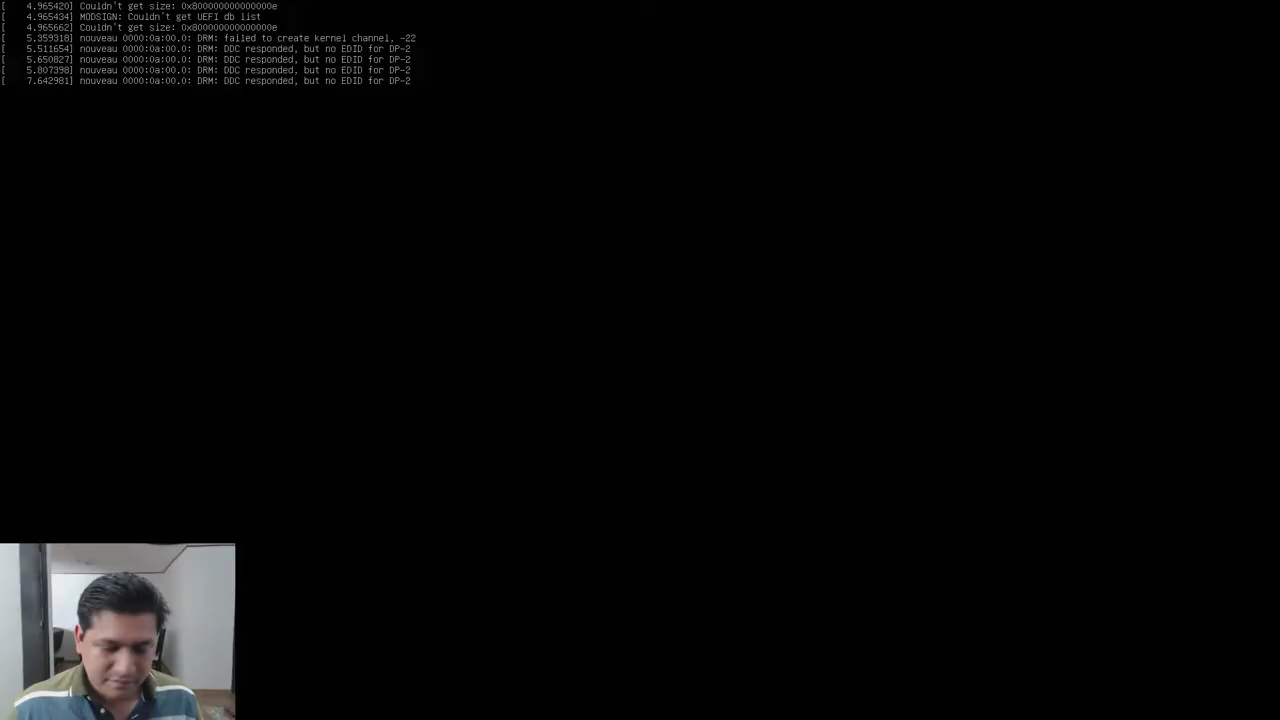 [    4.965420] Couldn't get size: 0x800000000000000e
[    4.965434] MODSIGN: Couldn't get UEFI db list
[    4.965662] Couldn't get size: 0x800000000000000e
[    5.359318] nouveau 0000:0a:00.0: DRM: failed to create kernel channel, -22
[    5.511654] nouveau 0000:0a:00.0: DRM: DDC responded, but no EDID for DP-2
[    5.650827] nouveau 0000:0a:00.0: DRM: DDC responded, but no EDID for DP-2
[    5.807398] nouveau 0000:0a:00.0: DRM: DDC responded, but no EDID for DP-2
[    7.642981] nouveau 0000:0a:00.0: DRM: DDC responded, but no EDID for DP-2